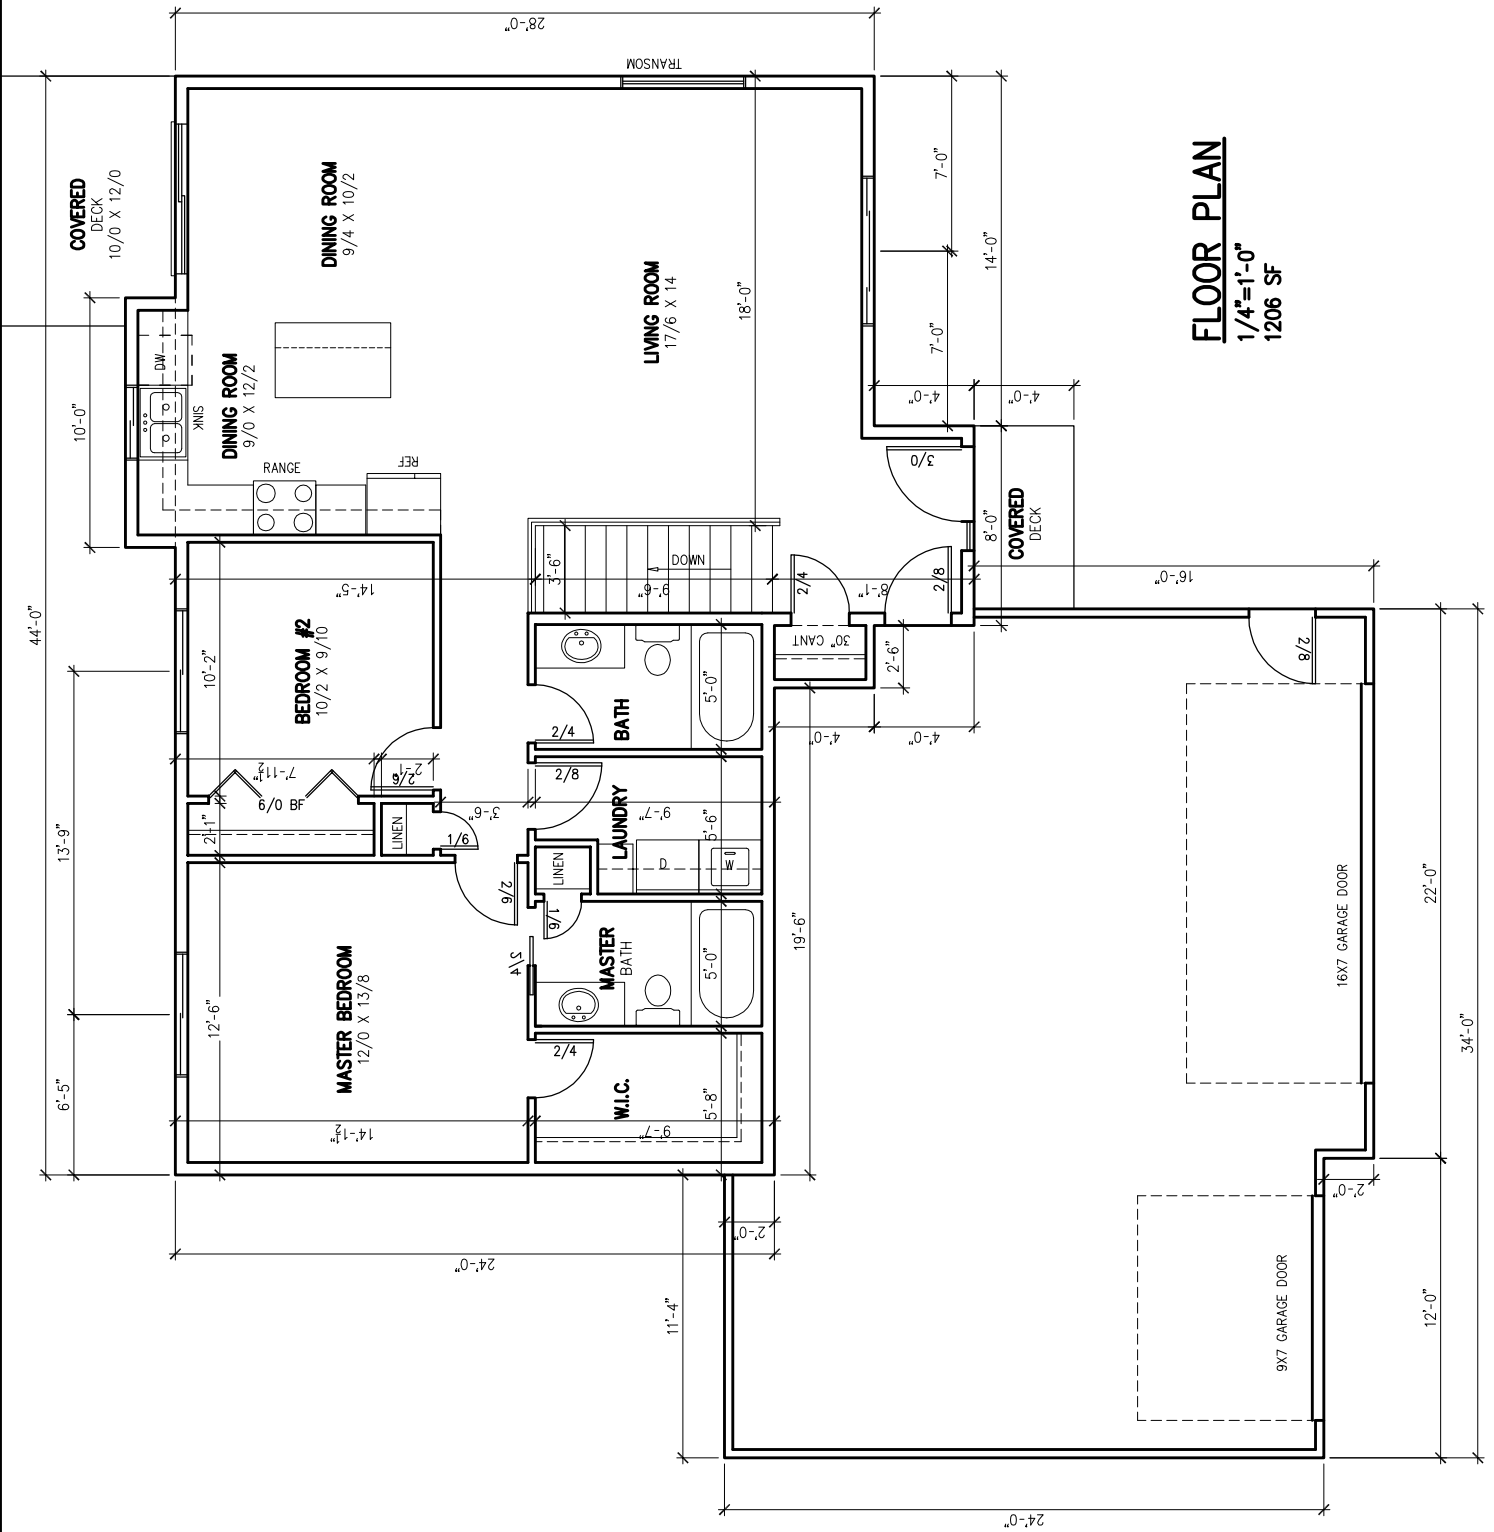 28'-0"
TRANSOM
44'-0"
COVERED
DECK
10/0 X 12/0
10'-0"
DW
SINK
DINING ROOM
9/0 X 12/2
RANGE
REF
DINING ROOM
9/4 X 10/2
LIVING ROOM
17/6 X 14
18'-0"
7'-0"
14'-0"
7'-0"
4'-0"
4'-0"
3/0
8'-0"
COVERED
DECK
FLOOR PLAN
1/4"=1'-0"
1206 SF
3'-6"
DOWN
14'-5"
9'-6"
8'-1"
16'-0"
2/4
2/8
30" CANT
2'-6"
2/8
4'-0"
4'-0"
10'-2"
BEDROOM #2
10/2 X 9/10
7'-11 1/2"
2'-1"
2/6
6/0 BF
2'-1"
LINEN
1/6
3'-6"
BATH
5'-0"
2/4
2/8
LAUNDRY
9'-7"
5'-6"
D
W
LINEN
1/6
2/6
2/4
13'-9"
6'-5"
12'-6"
MASTER BEDROOM
12/0 X 13/8
14'-1 1/2"
MASTER
BATH
5'-0"
2/4
W.I.C.
5'-8"
9'-7"
19'-6"
24'-0"
2'-0"
11'-4"
16X7 GARAGE DOOR
22'-0"
34'-0"
2'-0"
9X7 GARAGE DOOR
12'-0"
24'-0"